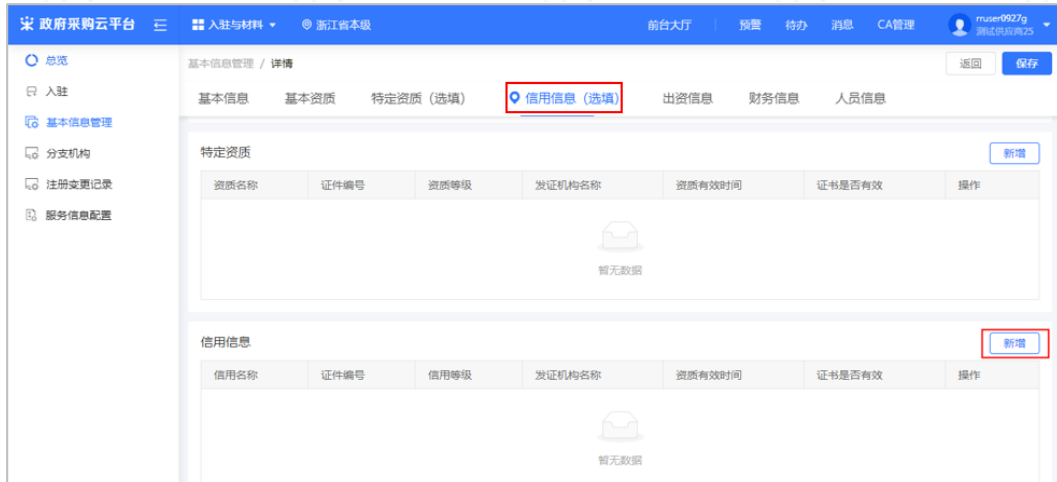 政府采购云平台 入驻与材料 浙江省本级 前台大厅 预警 待办 消息 CA管理 rruser0927g
测试供应商25
总览
入驻
基本信息管理
分支机构
注册变更记录
服务信息配置
基本信息管理 / 详情 返回 保存
基本信息 基本资质 特定资质（选填） 信用信息（选填） 出资信息 财务信息 人员信息
特定资质 新增
资质名称 证件编号 资质等级 发证机构名称 资质有效时间 证书是否有效 操作
暂无数据
信用信息 新增
信用名称 证件编号 信用等级 发证机构名称 资质有效时间 证书是否有效 操作
暂无数据